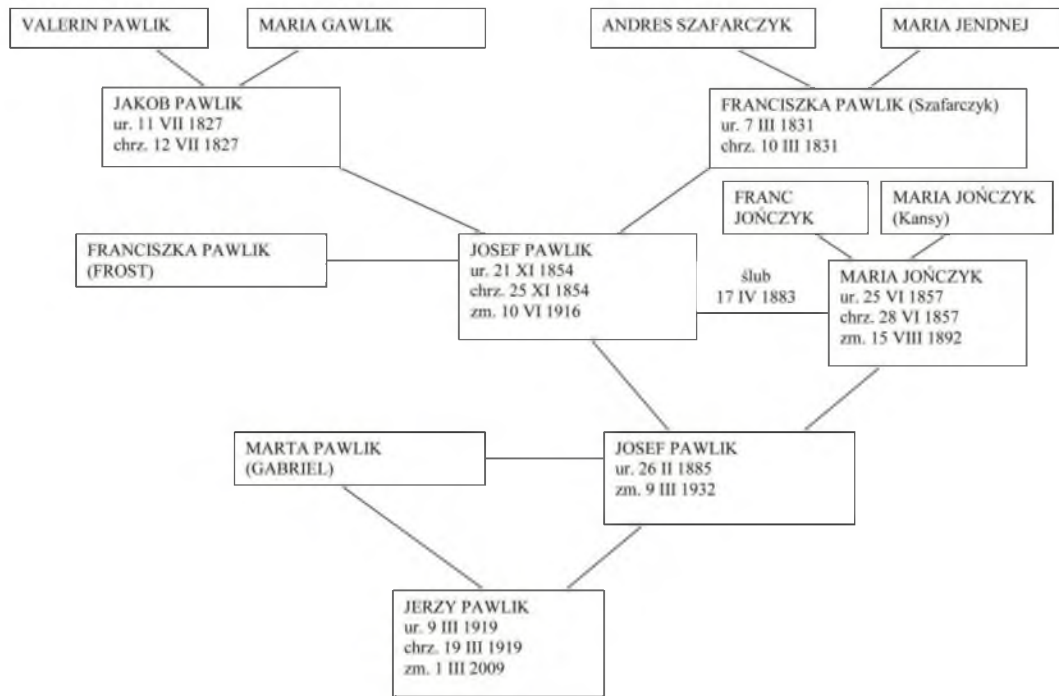 VALERIN PAWLIK
MARIA GAWLIK
ANDRES SZAFARCZYK
MARIA JENDNEJ
JAKOB PAWLIK
ur. 11 VII 1827
chrz. 12 VII 1827
FRANCISZKA PAWLIK (Szafarczyk)
ur. 7 III 1831
chrz. 10 III 1831
FRANC
JOŃCZYK
MARIA JOŃCZYK
(Kansy)
FRANCISZKA PAWLIK
(FROST)
JOSEF PAWLIK
ur. 21 XI 1854
chrz. 25 XI 1854
zm. 10 VI 1916
ślub
17 IV 1883
MARIA JOŃCZYK
ur. 25 VI 1857
chrz. 28 VI 1857
zm. 15 VIII 1892
MARTA PAWLIK
(GABRIEL)
JOSEF PAWLIK
ur. 26 II 1885
zm. 9 III 1932
JERZY PAWLIK
ur. 9 III 1919
chrz. 19 III 1919
zm. 1 III 2009